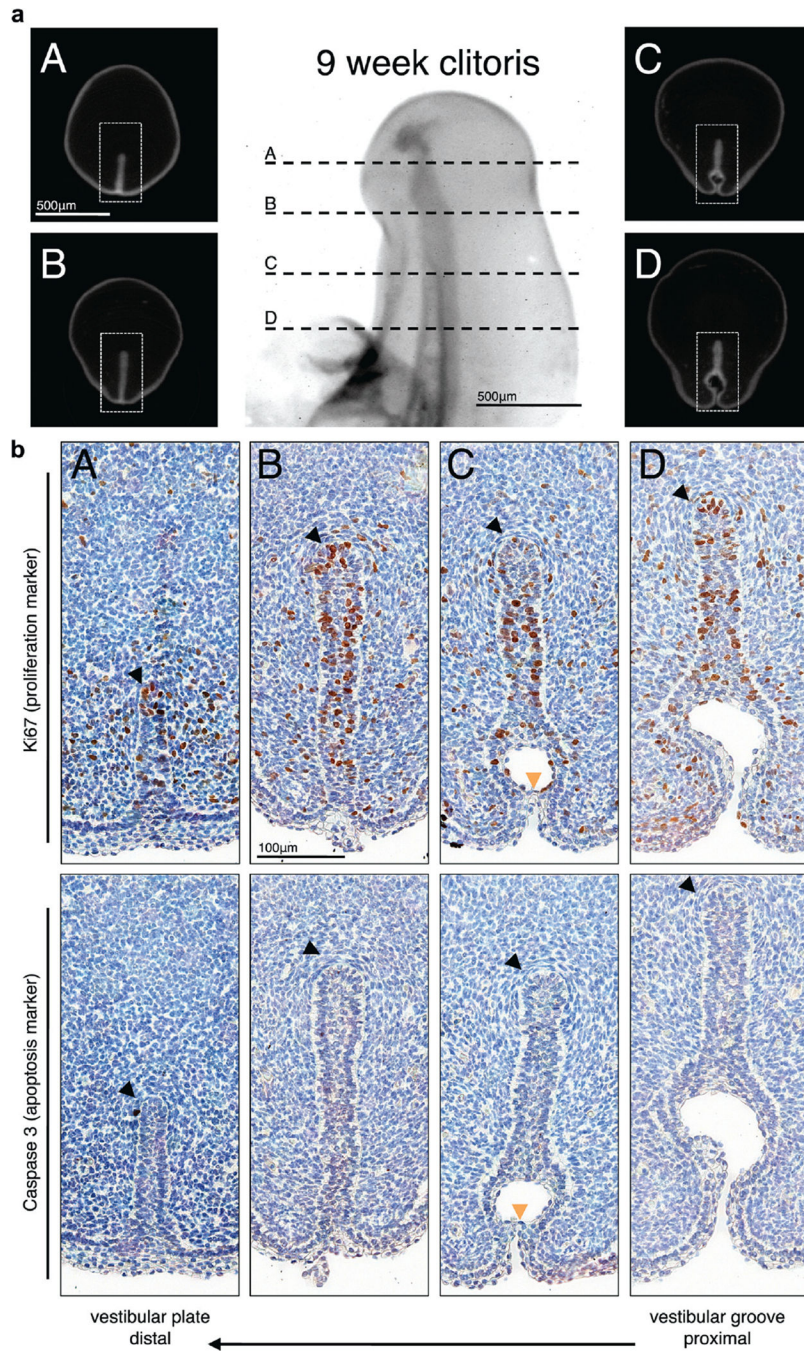 a
A
500µm
B
9 week clitoris
A
B
C
D
500µm
C
D
b
Ki67 (proliferation marker)
A
B
100µm
C
D
Caspase 3 (apoptosis marker)
vestibular plate
distal
vestibular groove
proximal